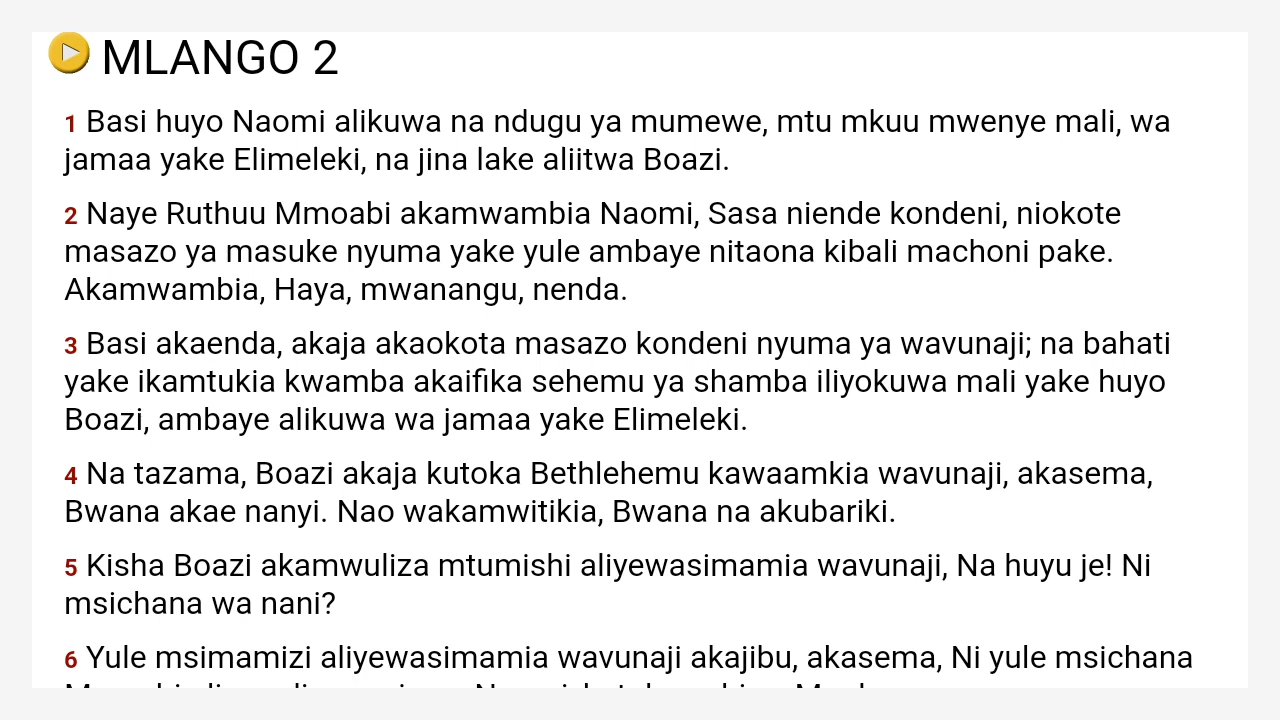 MLANGO 2
1 Basi huyo Naomi alikuwa na ndugu ya mumewe, mtu mkuu mwenye mali, wa
jamaa yake Elimeleki, na jina lake aliitwa Boazi.
2 Naye Ruthuu Mmoabi akamwambia Naomi, Sasa niende kondeni, niokote
masazo ya masuke nyuma yake yule ambaye nitaona kibali machoni pake.
Akamwambia, Haya, mwanangu, nenda.
3 Basi akaenda, akaja akaokota masazo kondeni nyuma ya wavunaji; na bahati
yake ikamtukia kwamba akaifika sehemu ya shamba iliyokuwa mali yake huyo
Boazi, ambaye alikuwa wa jamaa yake Elimeleki.
4 Na tazama, Boazi akaja kutoka Bethlehemu kawaamkia wavunaji, akasema,
Bwana akae nanyi. Nao wakamwitikia, Bwana na akubariki.
5 Kisha Boazi akamwuliza mtumishi aliyewasimamia wavunaji, Na huyu je! Ni
msichana wa nani?
6 Yule msimamizi aliyewasimamia wavunaji akajibu, akasema, Ni yule msichana